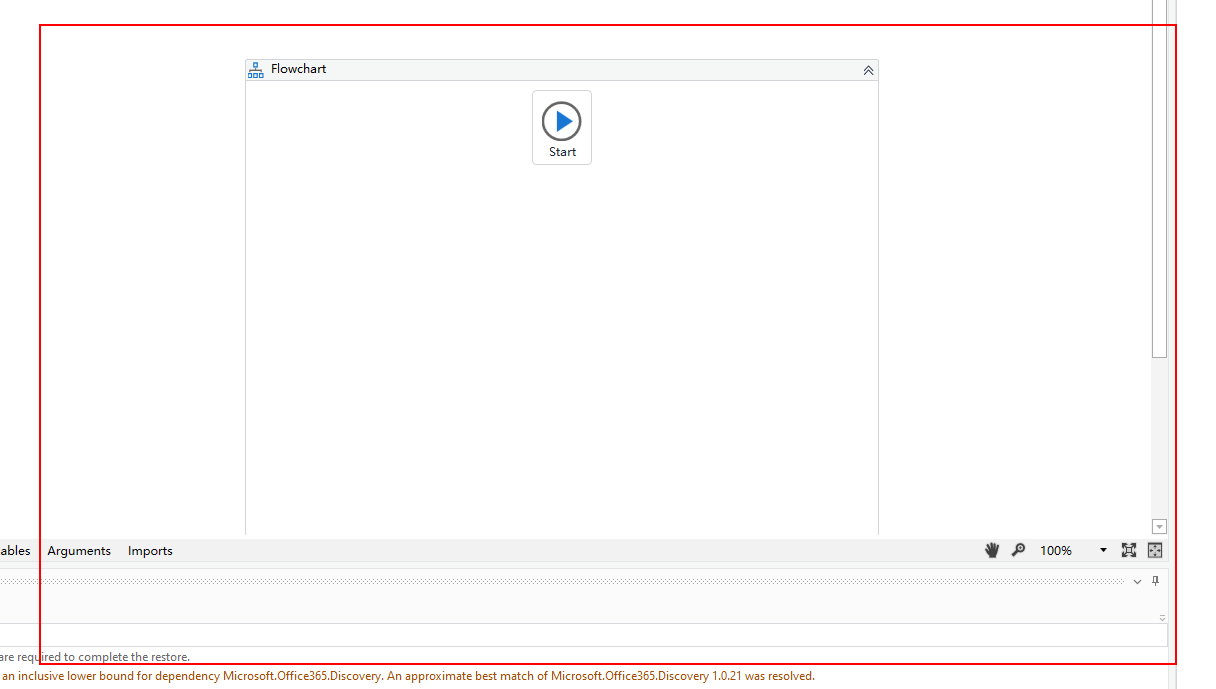 Flowchart
Start
ables Arguments Imports 100%
are required to complete the restore.
an inclusive lower bound for dependency Microsoft.Office365.Discovery. An approximate best match of Microsoft.Office365.Discovery 1.0.21 was resolved.